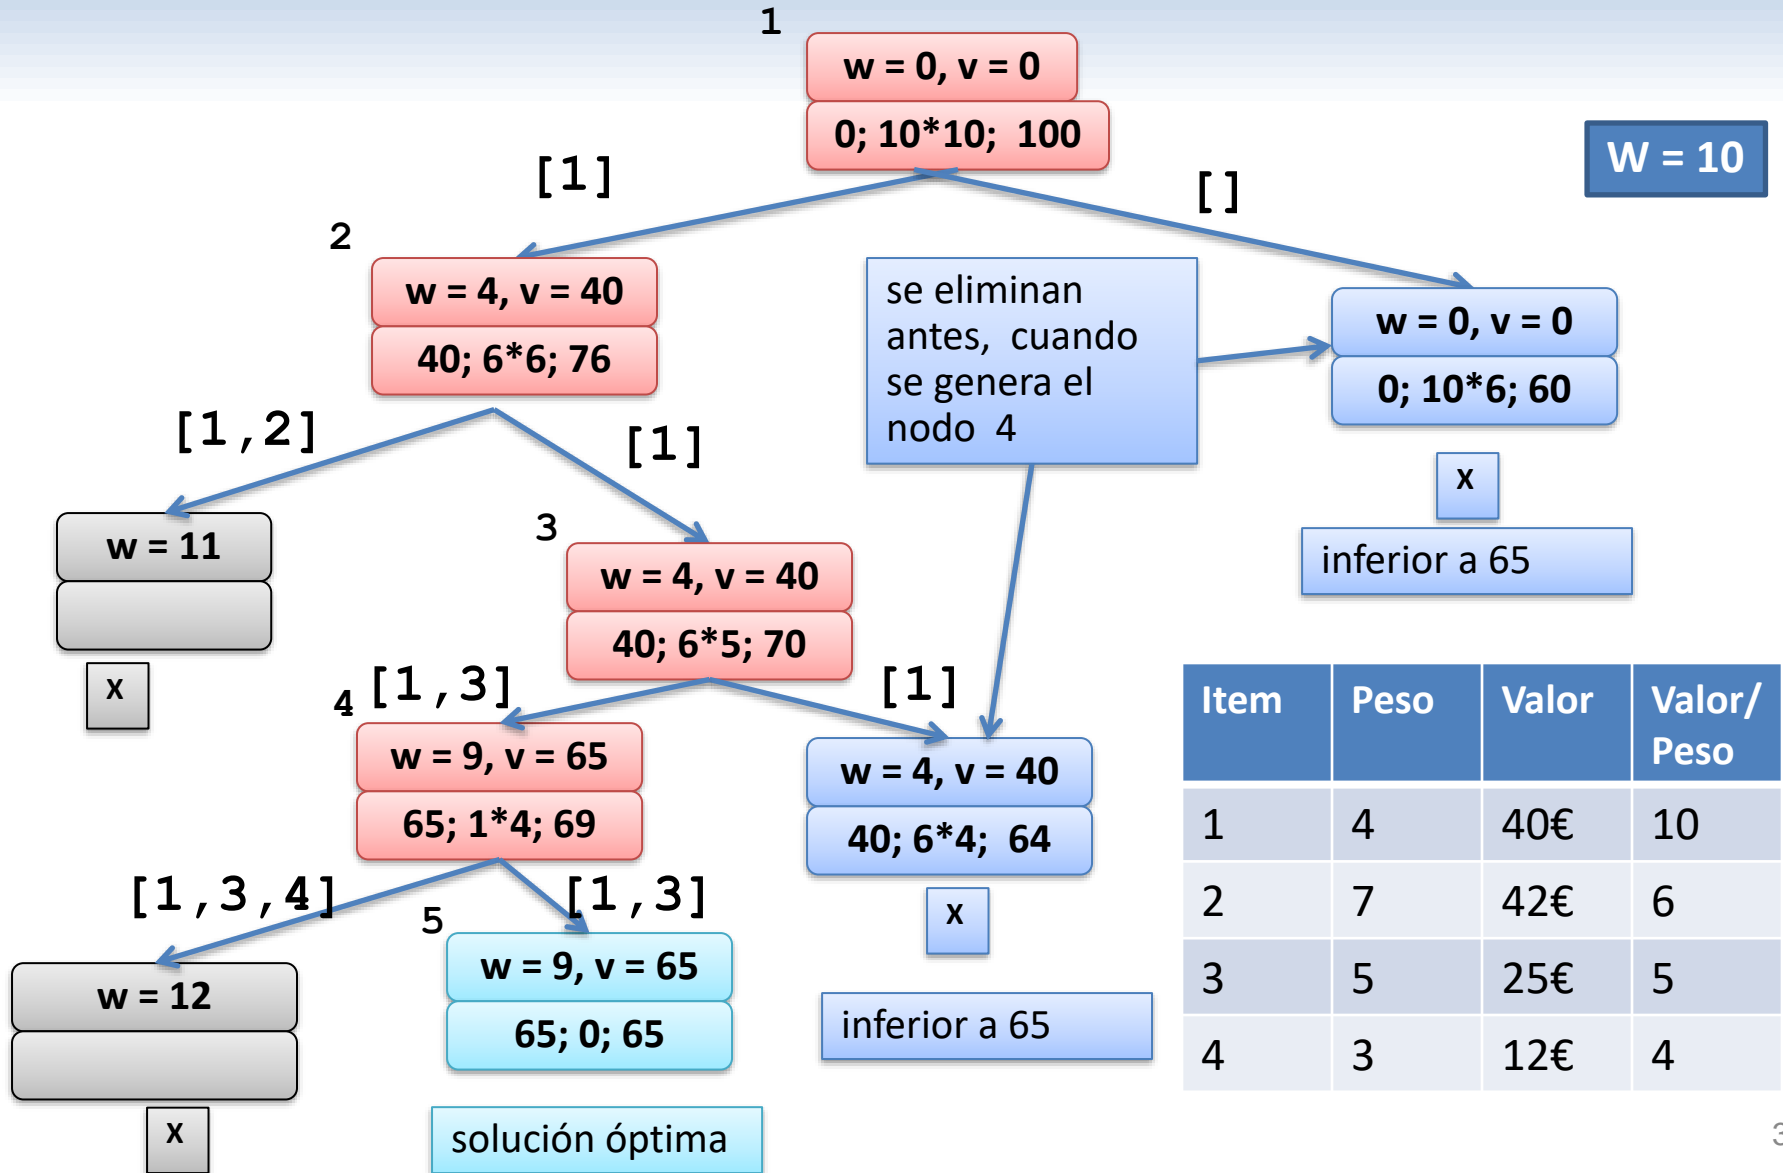 1
w = 0, v = 0
0; 10*10; 100
W = 10
[1]
[]
2
w = 4, v = 40
40; 6*6; 76
se eliminan
antes, cuando
se genera el
nodo 4
w = 0, v = 0
0; 10*6; 60
X
inferior a 65
[1,2]
[1]
w = 11
X
3
w = 4, v = 40
40; 6*5; 70
4
[1,3]
[1]
w = 9, v = 65
65; 1*4; 69
w = 4, v = 40
40; 6*4; 64
X
inferior a 65
[1,3,4]
[1,3]
w = 12
X
5
w = 9, v = 65
65; 0; 65
solución óptima
Item Peso Valor Valor/
Peso
1 4 40€ 10
2 7 42€ 6
3 5 25€ 5
4 3 12€ 4
3